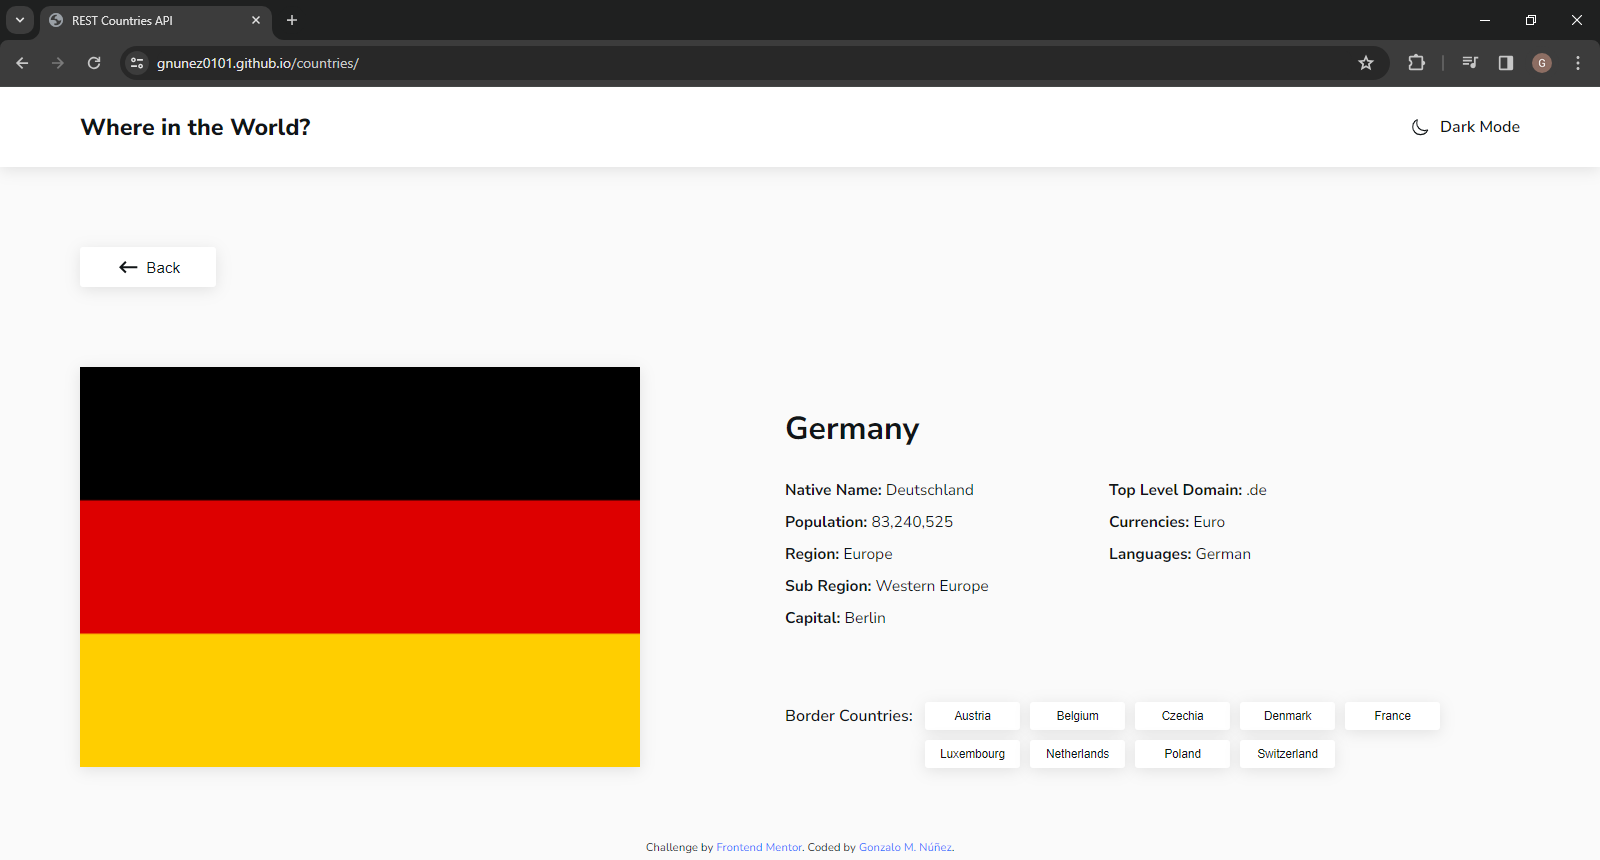 REST Countries API
gnunez0101.github.io/countries/
G
Where in the World?
Dark Mode
Back
Germany
Native Name: Deutschland
Population: 83,240,525
Region: Europe
Sub Region: Western Europe
Capital: Berlin
Top Level Domain: .de
Currencies: Euro
Languages: German
Border Countries: Austria Belgium Czechia Denmark France
Luxembourg Netherlands Poland Switzerland
Challenge by Frontend Mentor. Coded by Gonzalo M. Núñez.